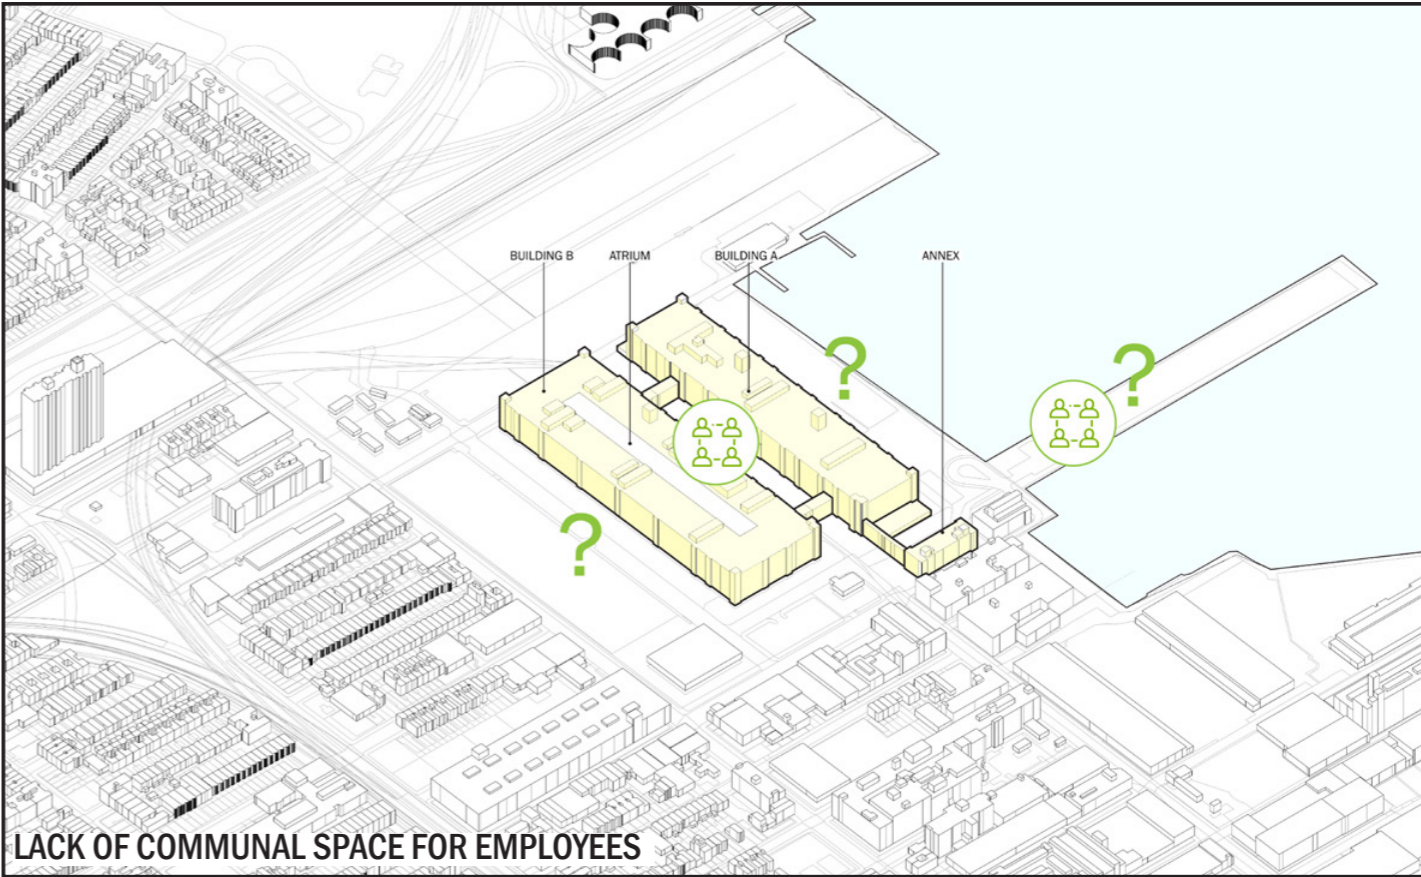 BUILDING B
ATRIUM
BUILDING A
ANNEX
?
?
?
LACK OF COMMUNAL SPACE FOR EMPLOYEES